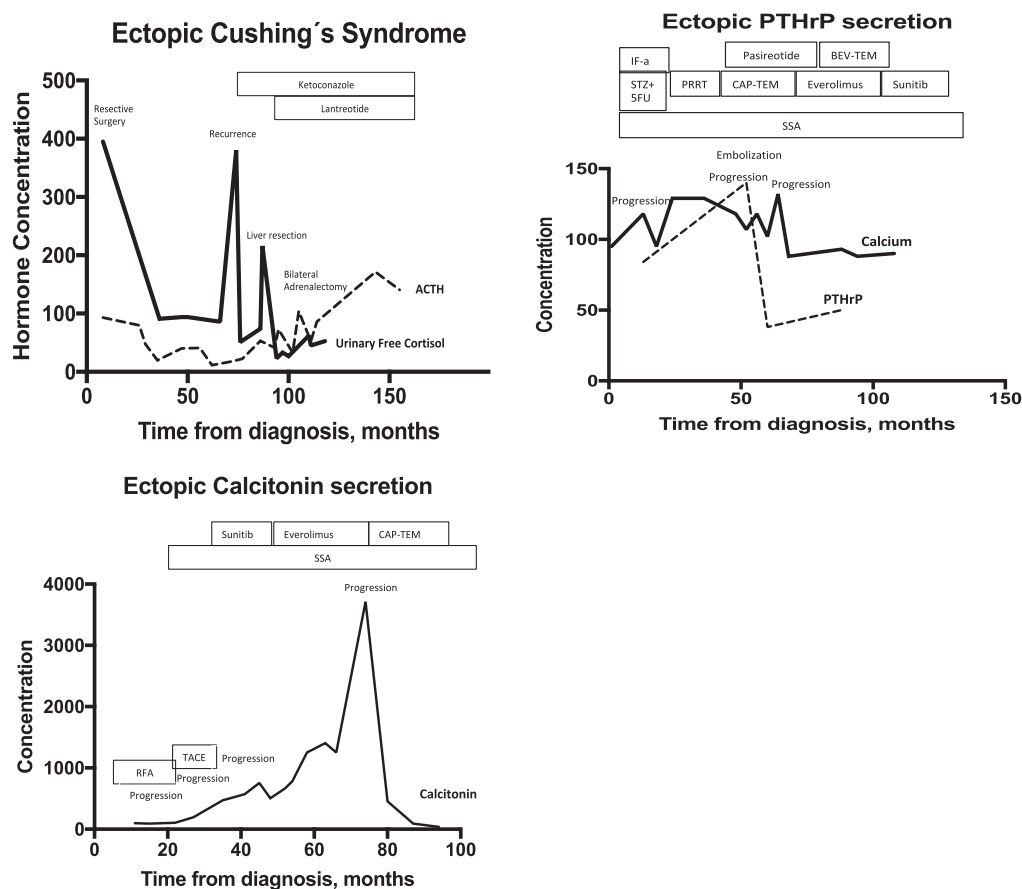 Ectopic Cushing´s Syndrome
Ketoconazole
Lantreotide
Resective
Surgery
Recurrence
Liver resection
Bilateral
Adrenalectomy
ACTH
Urinary Free Cortisol
Hormone Concentration
500
400
300
200
100
0
0 50 100 150
Time from diagnosis, months
Ectopic PTHrP secretion
IF-a
Pasireotide
BEV-TEM
STZ+
5FU
PRRT
CAP-TEM
Everolimus
Sunitib
SSA
Embolization
Progression
Progression
Progression
Calcium
PTHrP
Concentration
150
100
50
0
0 50 100 150
Time from diagnosis, months
Ectopic Calcitonin secretion
Sunitib
Everolimus
CAP-TEM
SSA
Progression
TACE
Progression
RFA
Progression
Progression
Calcitonin
Concentration
4000
3000
2000
1000
0
0 20 40 60 80 100
Time from diagnosis, months